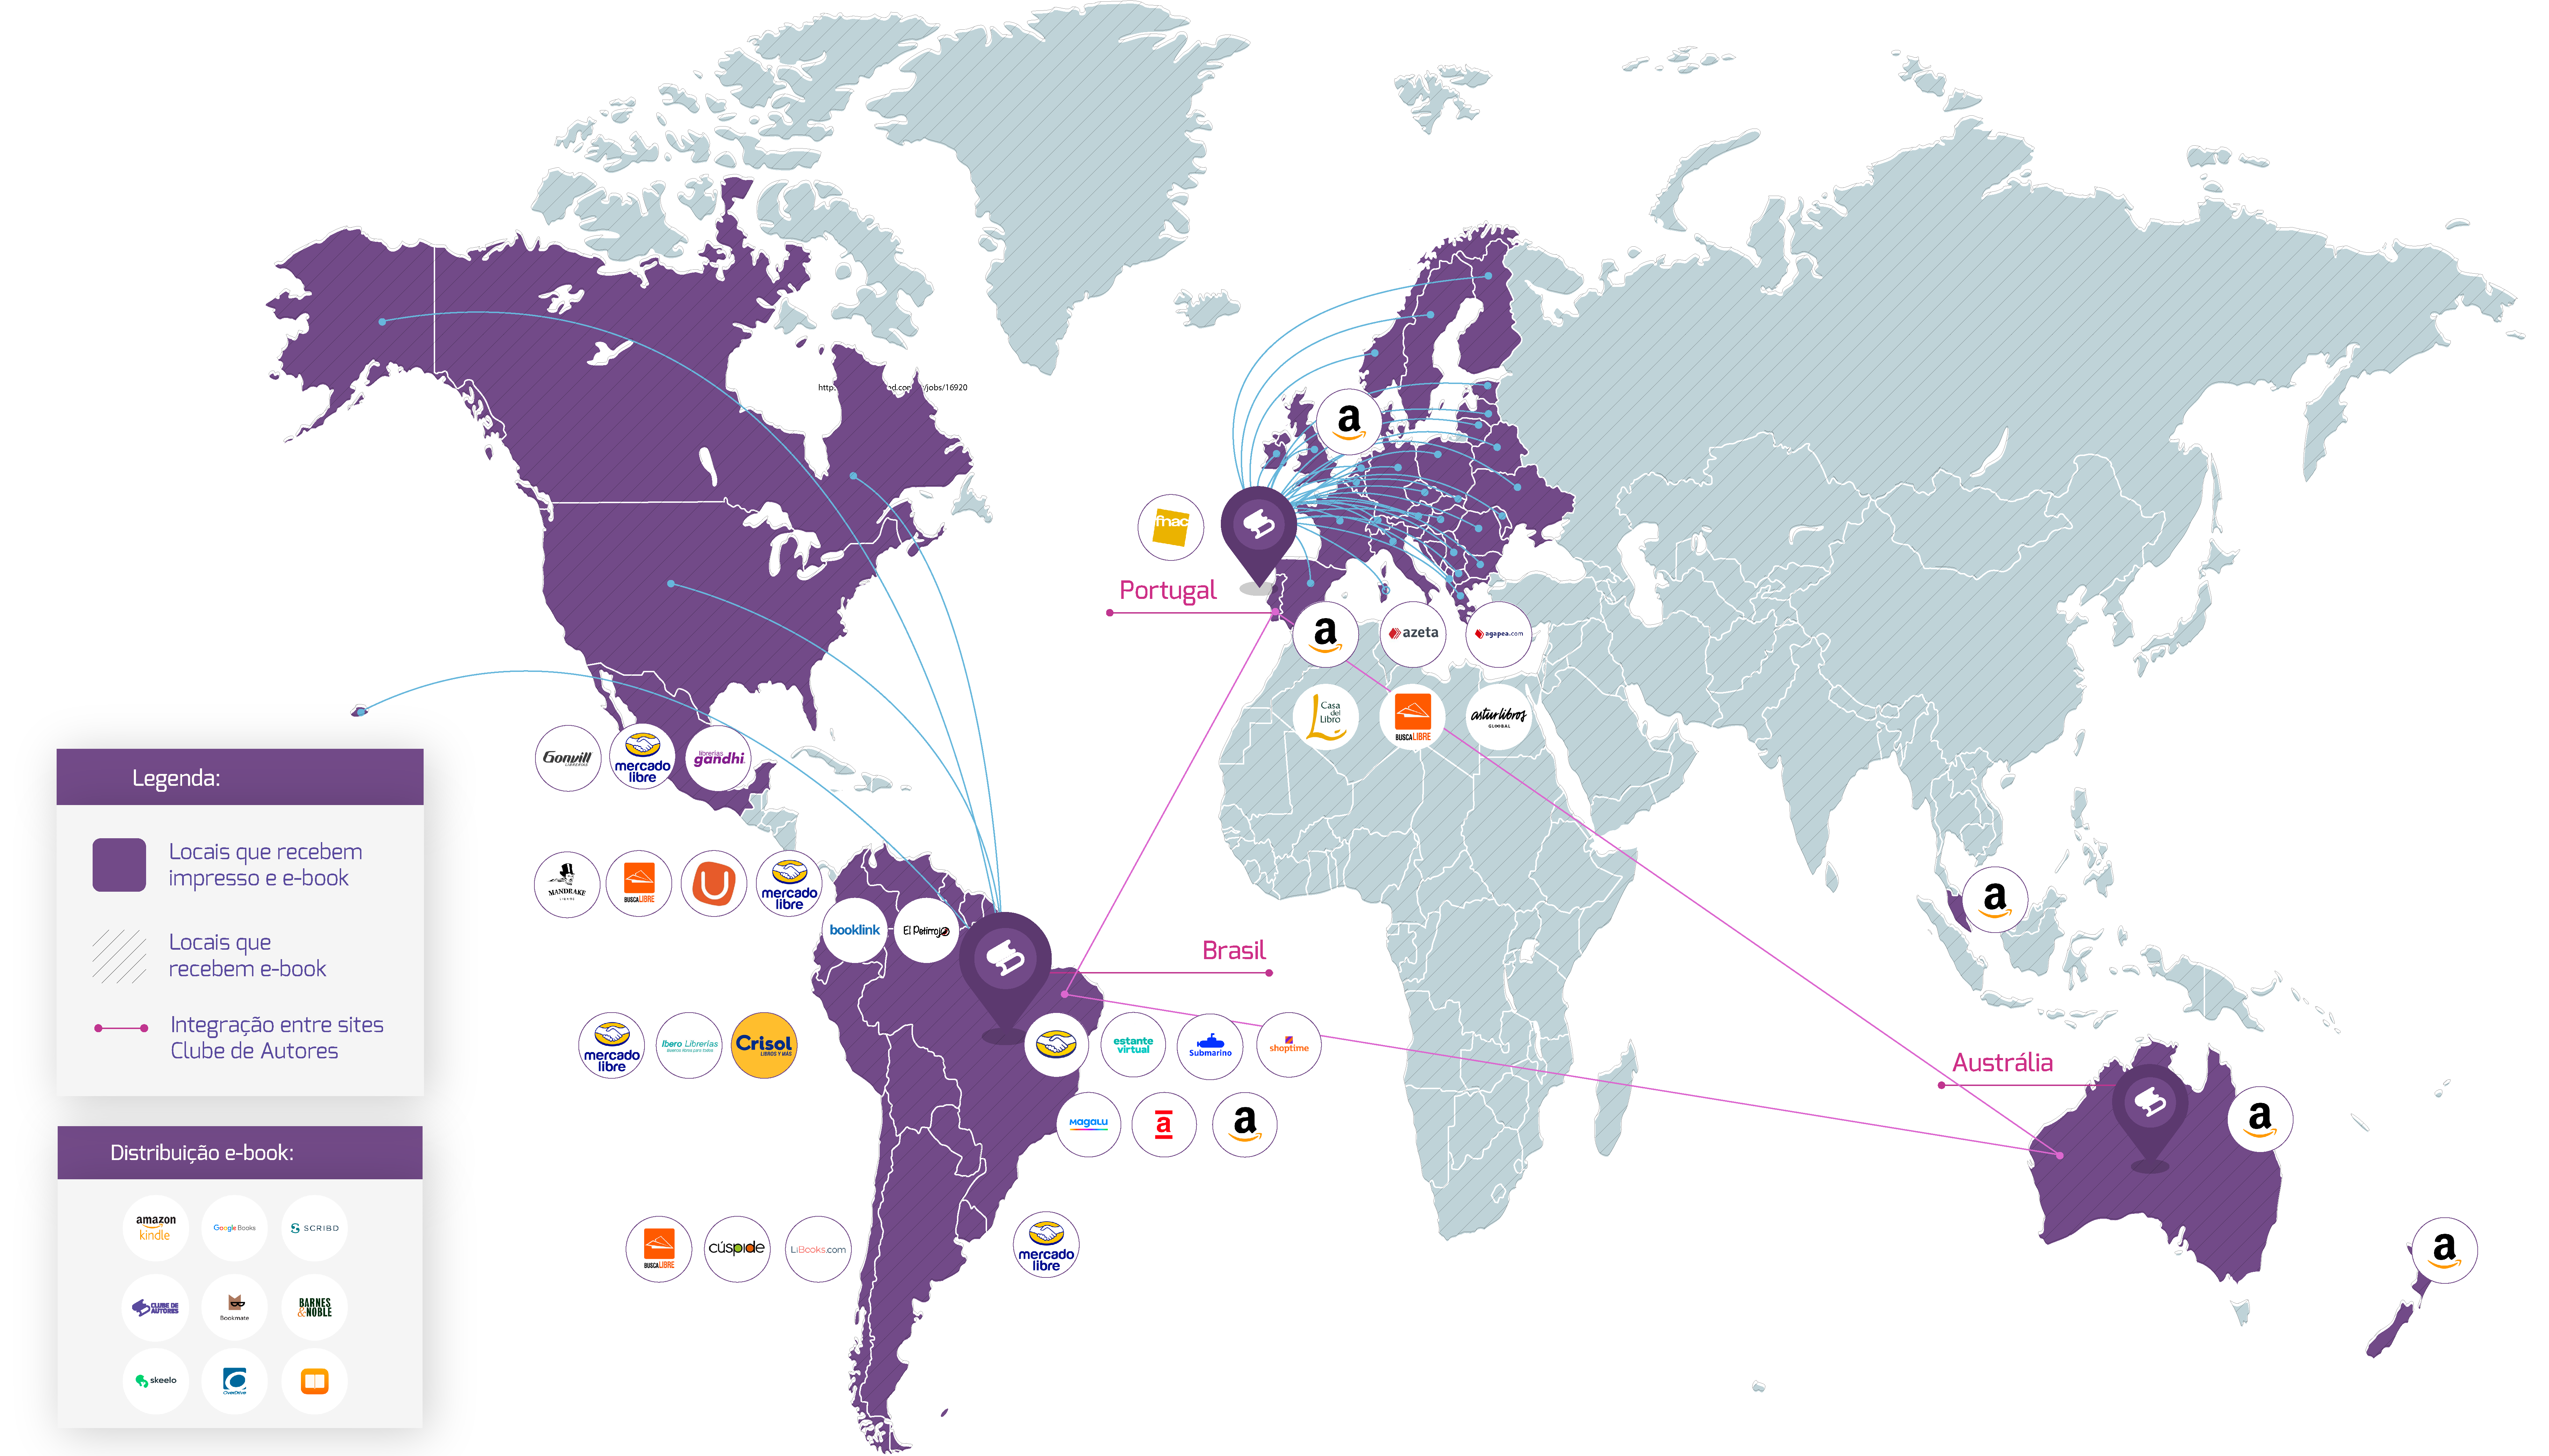 http:
ad.com
/jobs/16920
a
fnac
Portugal
a
azeta
agapea.com
Casa
del
Libro
BUSCALIBRE
asturlibros
GLOBAL
Gonvill
LIBRERIAS
mercado
libre
librerías
gandhi
Legenda:
Locais que recebem
impresso e e-book
Locais que
recebem e-book
Integração entre sites
Clube de Autores
MANDRAKE
LIBROS
BUSCALIBRE
U
mercado
libre
booklink
El Petirrojo
a
Brasil
mercado
libre
Ibero Librerías
Crisol
LIBROS Y MÁS
estante
virtual
Submarino
shoptime
magalu
a
a
Austrália
a
Distribuição e-book:
amazon
kindle
Google Books
SCRIBD
CLUBE DE
AUTORES
Bookmate
BARNES
&NOBLE
skeelo
OverDrive
BUSCALIBRE
cúspide
LiBooks.com
mercado
libre
a